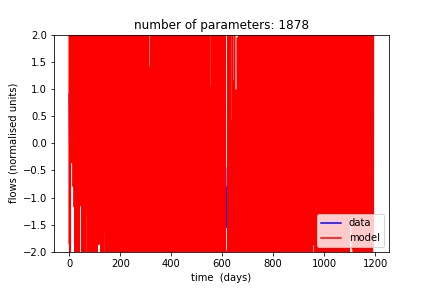 number of parameters: 1878
flows (normalised units)
2.0
1.5
1.0
0.5
0.0
−0.5
−1.0
−1.5
−2.0
data
model
0 200 400 600 800 1000 1200
time (days)